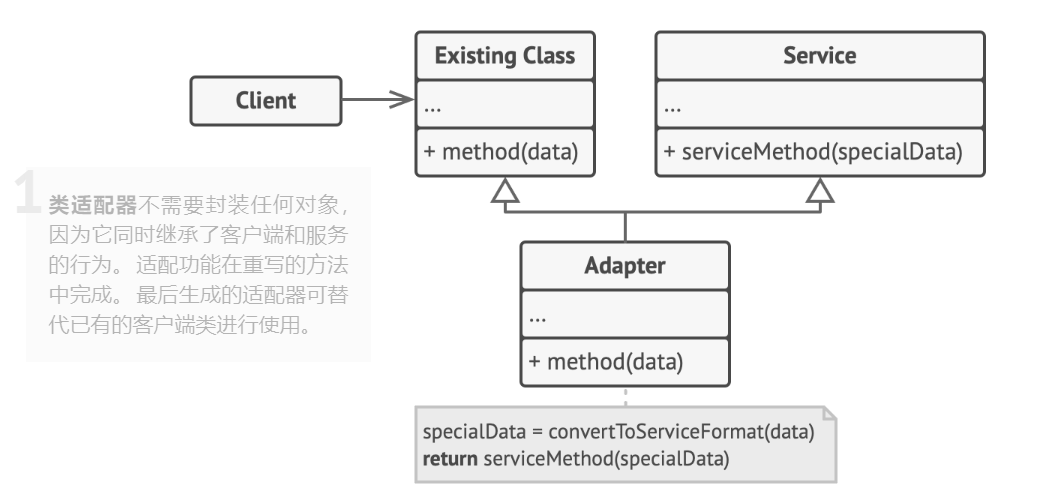 Existing Class
Service
Client
...
...
+ method(data)
+ serviceMethod(specialData)
1
类适配器不需要封装任何对象，
因为它同时继承了客户端和服务
的行为。适配功能在重写的方法
中完成。最后生成的适配器可替
代已有的客户端类进行使用。
Adapter
...
+ method(data)
specialData = convertToServiceFormat(data)
return serviceMethod(specialData)